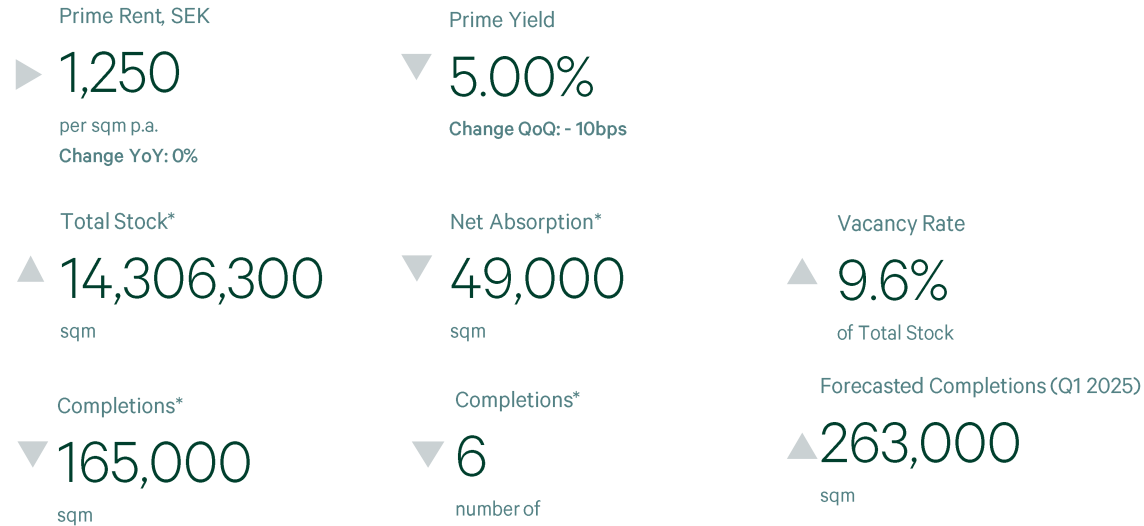 Prime Rent, SEK
1,250
per sqm p.a.
Change YoY: 0%
Prime Yield
5.00%
Change QoQ: - 10bps
Total Stock*
14,306,300
sqm
Net Absorption*
49,000
sqm
Vacancy Rate
9.6%
of Total Stock
Completions*
165,000
sqm
Completions*
6
number of
Forecasted Completions (Q1 2025)
263,000
sqm